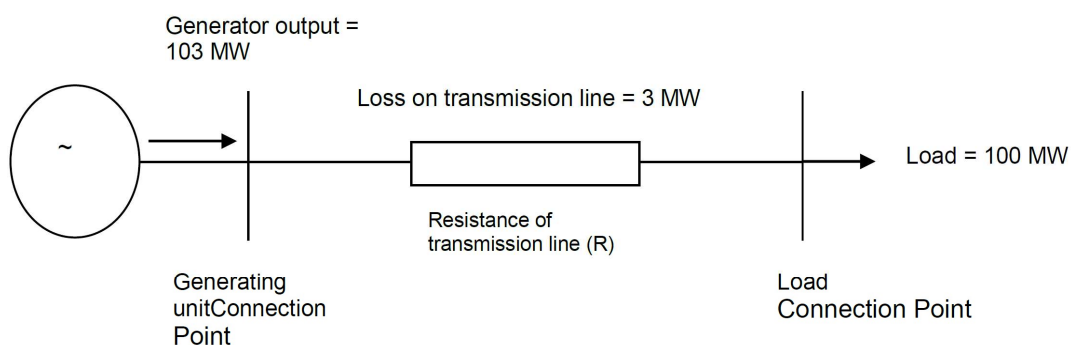 Generator output =
103 MW
Loss on transmission line = 3 MW
~
Load = 100 MW
Resistance of
transmission line (R)
Generating
unitConnection
Point
Load
Connection Point